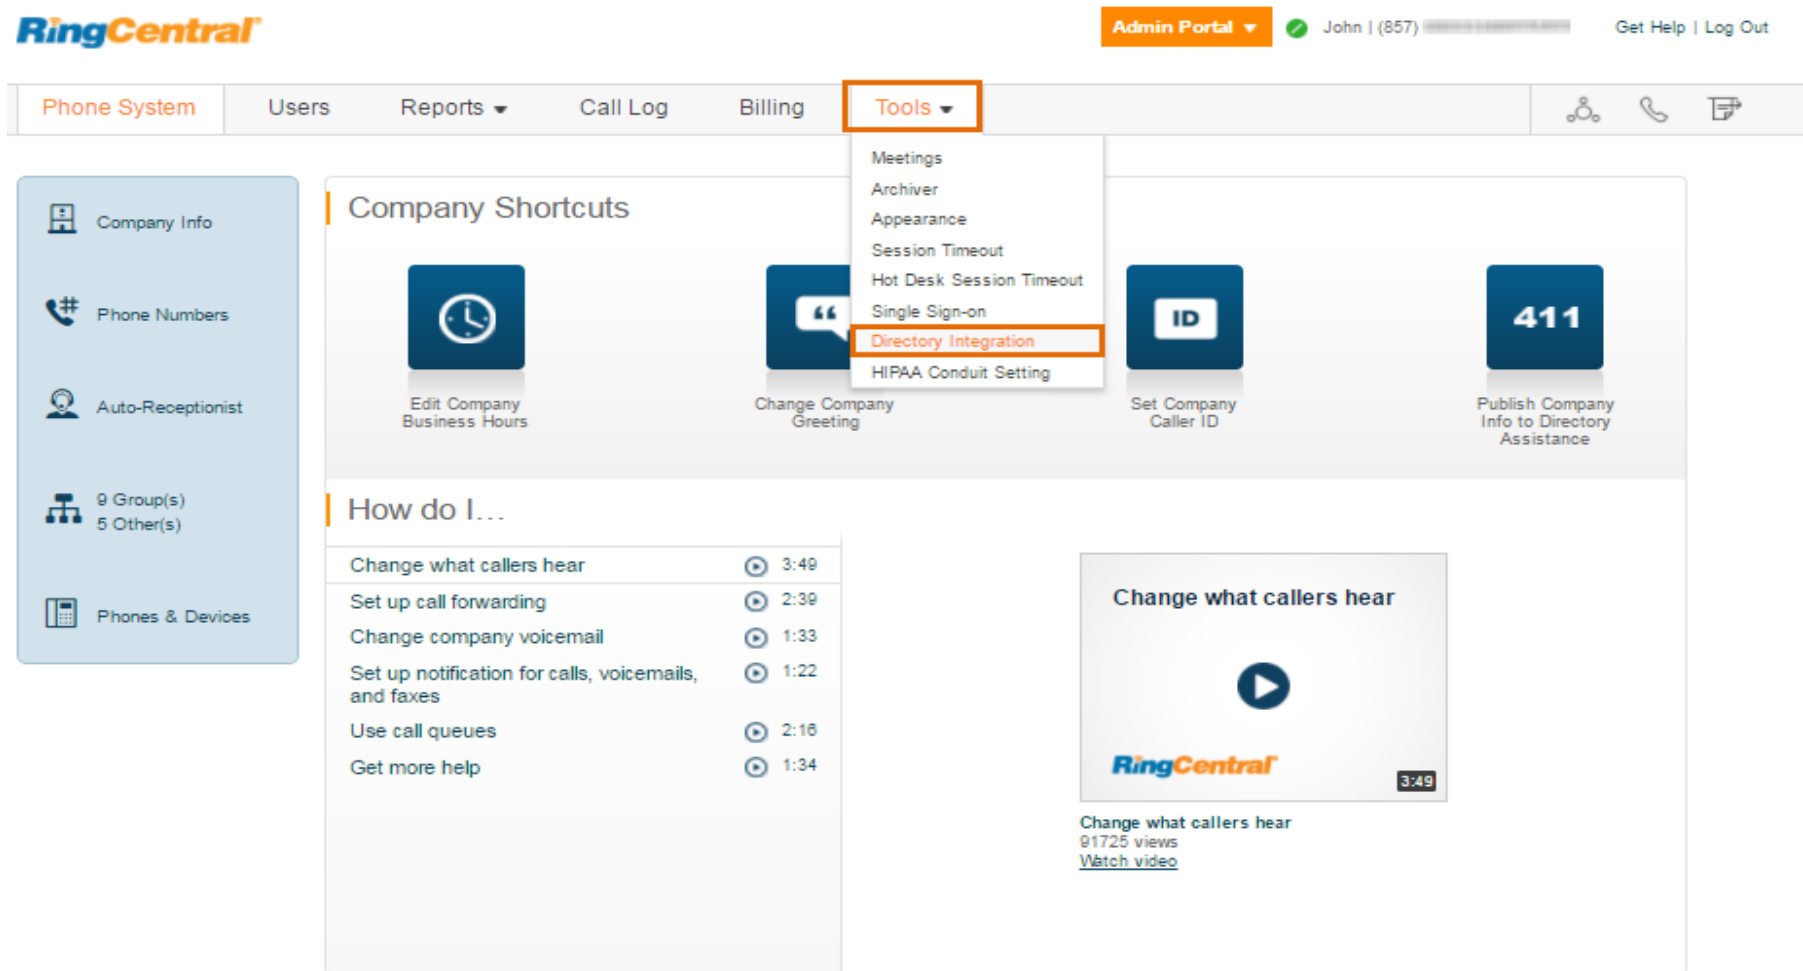 RingCentral
Admin Portal
John | (857)
Get Help | Log Out
Phone System
Users
Reports
Call Log
Billing
Tools
Meetings
Archiver
Appearance
Session Timeout
Hot Desk Session Timeout
Single Sign-on
Directory Integration
HIPAA Conduit Setting
Company Info
Phone Numbers
Auto-Receptionist
9 Group(s)
5 Other(s)
Phones & Devices
Company Shortcuts
Edit Company
Business Hours
Change Company
Greeting
ID
Set Company
Caller ID
411
Publish Company
Info to Directory
Assistance
How do I...
Change what callers hear 3:49
Set up call forwarding 2:39
Change company voicemail 1:33
Set up notification for calls, voicemails, 1:22
and faxes
Use call queues 2:16
Get more help 1:34
Change what callers hear
RingCentral
3:49
Change what callers hear
91725 views
Watch video